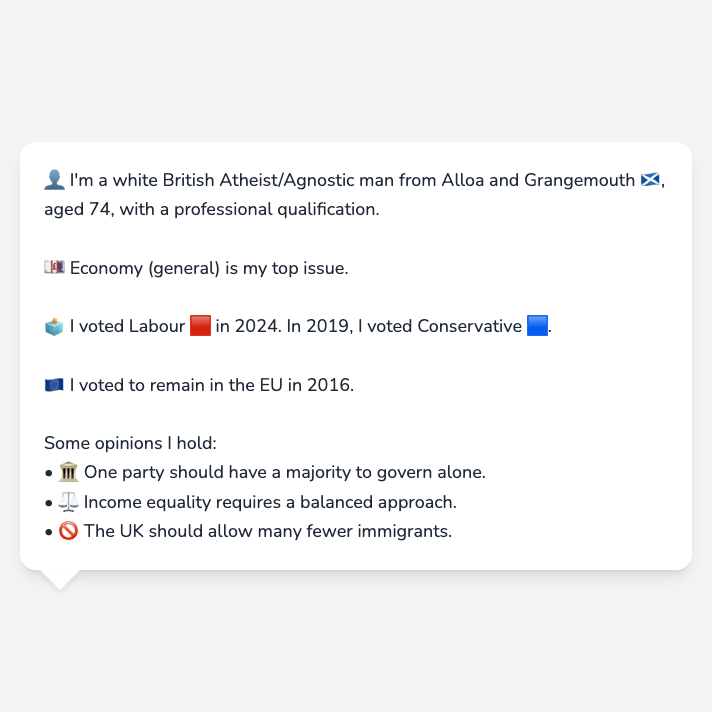 👤 I'm a white British Atheist/Agnostic man from Alloa and Grangemouth 🏴󠁧󠁢󠁳󠁣󠁴󠁿,
aged 74, with a professional qualification.
💷 Economy (general) is my top issue.
🗳️ I voted Labour 🟥 in 2024. In 2019, I voted Conservative 🟦.
🇪🇺 I voted to remain in the EU in 2016.
Some opinions I hold:
• 🏛️ One party should have a majority to govern alone.
• ⚖️ Income equality requires a balanced approach.
• 🚫 The UK should allow many fewer immigrants.